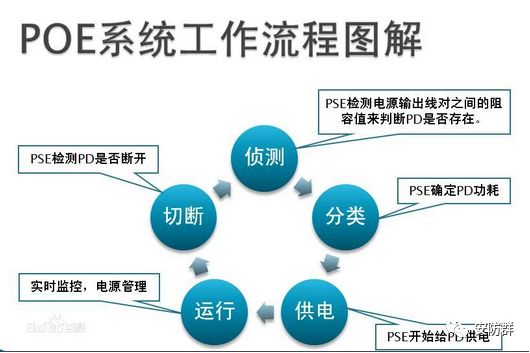 POE系统工作流程图解
PSE检测电源输出线对之间的阻
容值来判断PD是否存在。
侦测
PSE检测PD是否断开
切断
分类
PSE确定PD功耗
实时监控，电源管理
运行
供电
PSE开始给PD供电
Bai百科
安防群